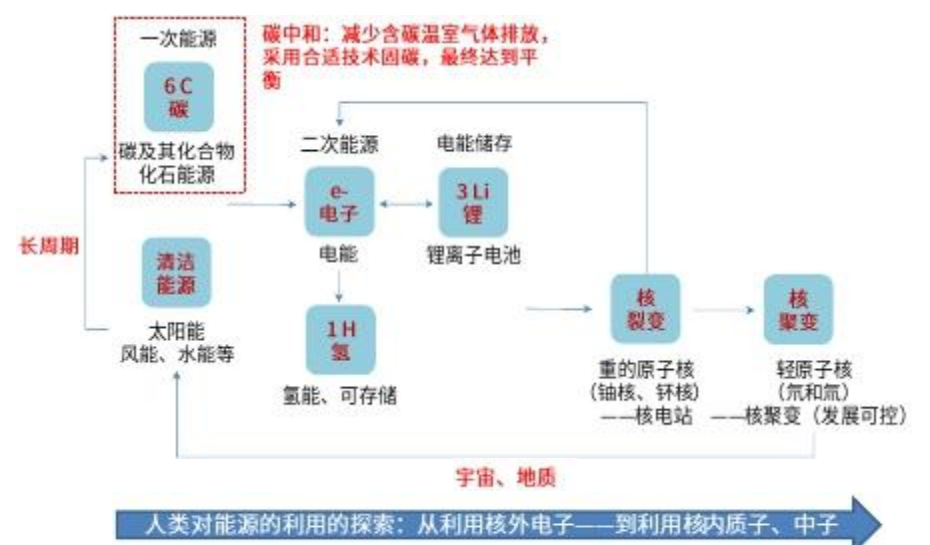 一次能源
6 C
碳
碳及其化合物
化石能源
碳中和：减少含碳温室气体排放，
采用合适技术固碳，最终达到平
衡
二次能源
e-
电子
电能
电能储存
3 Li
锂
锂离子电池
长周期
清洁
能源
太阳能
风能、水能等
1 H
氢
氢能、可存储
核
裂变
重的原子核
（铀核、钚核）
——核电站
核
聚变
轻原子核
（氘和氚）
——核聚变（发展可控）
宇宙、地质
人类对能源的利用的探索：从利用核外电子——到利用核内质子、中子